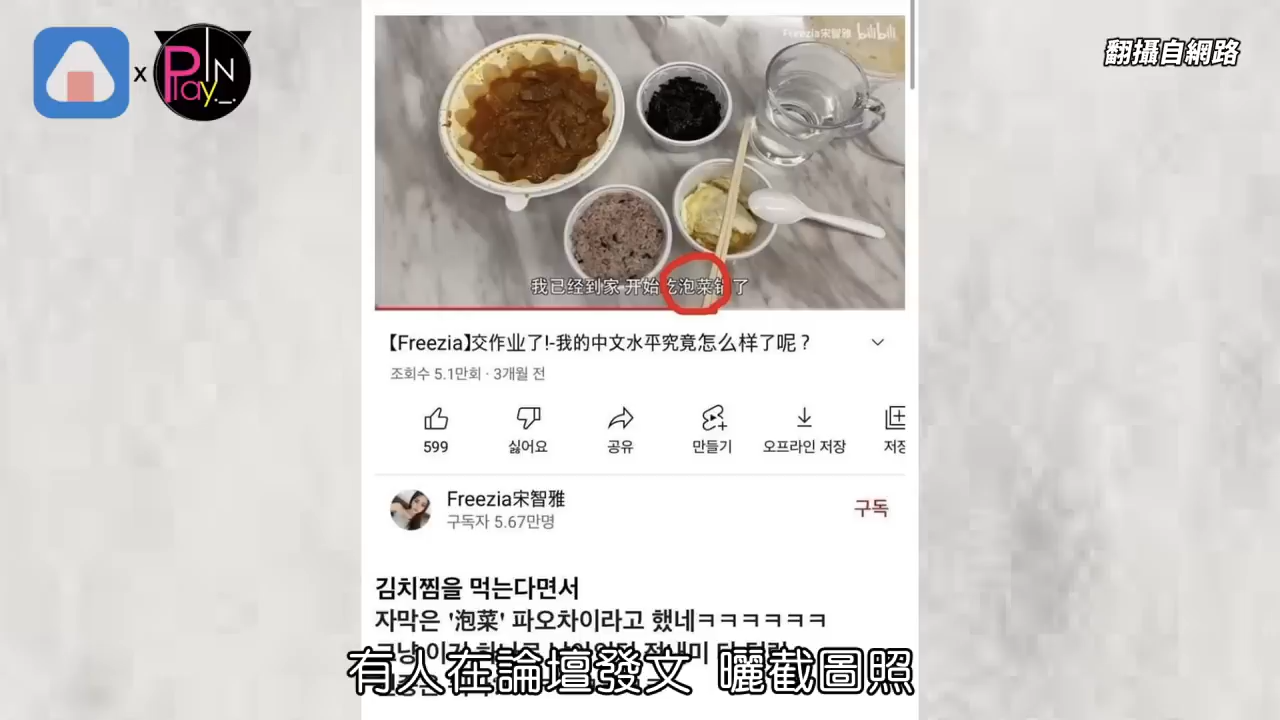 x
Play IN
翻攝自網路
Freezia宋智雅 bilibili
我已经到家 开始吃泡菜锅了
【Freezia】交作业了!-我的中文水平究竟怎么样了呢？
조회수 5.1만회 · 3개월 전
599 싫어요 공유 만들기 오프라인 저장 저장
Freezia宋智雅
구독자 5.67만명
구독
김치찜을 먹는다면서
자막은 '泡菜' 파오차이라고 했네ㅋㅋㅋㅋㅋㅋ
有人在論壇發文 曬截圖照